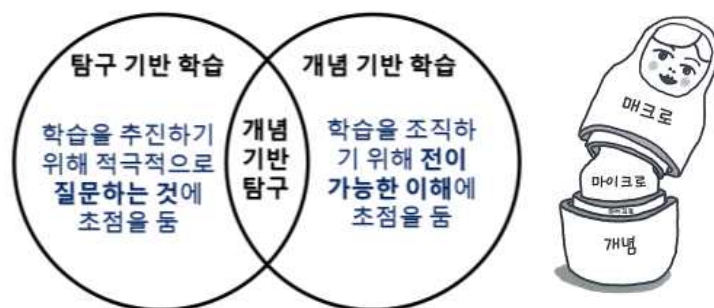 탐구 기반 학습
학습을 추진하기
위해 적극적으로
질문하는 것에
초점을 둠
개념
기반
탐구
개념 기반 학습
학습을 조직하
기 위해 전이
가능한 이해에
초점을 둠
매크로
마이크로
개념